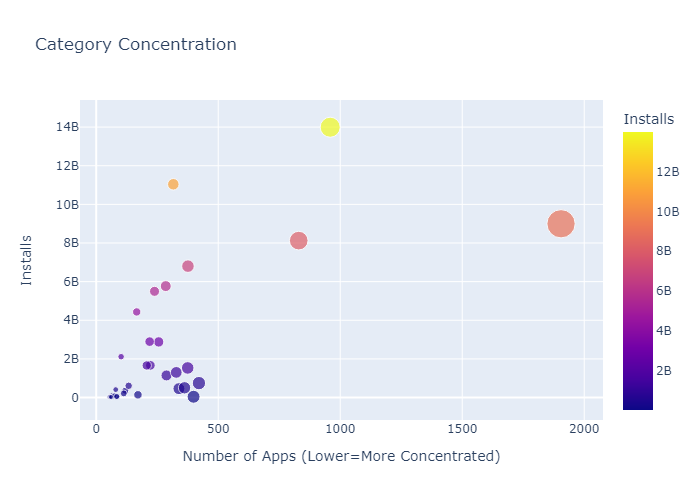 Category Concentration
Installs
14B
12B
10B
8B
6B
4B
2B
0
0
500
1000
1500
2000
Number of Apps (Lower=More Concentrated)
Installs
12B
10B
8B
6B
4B
2B